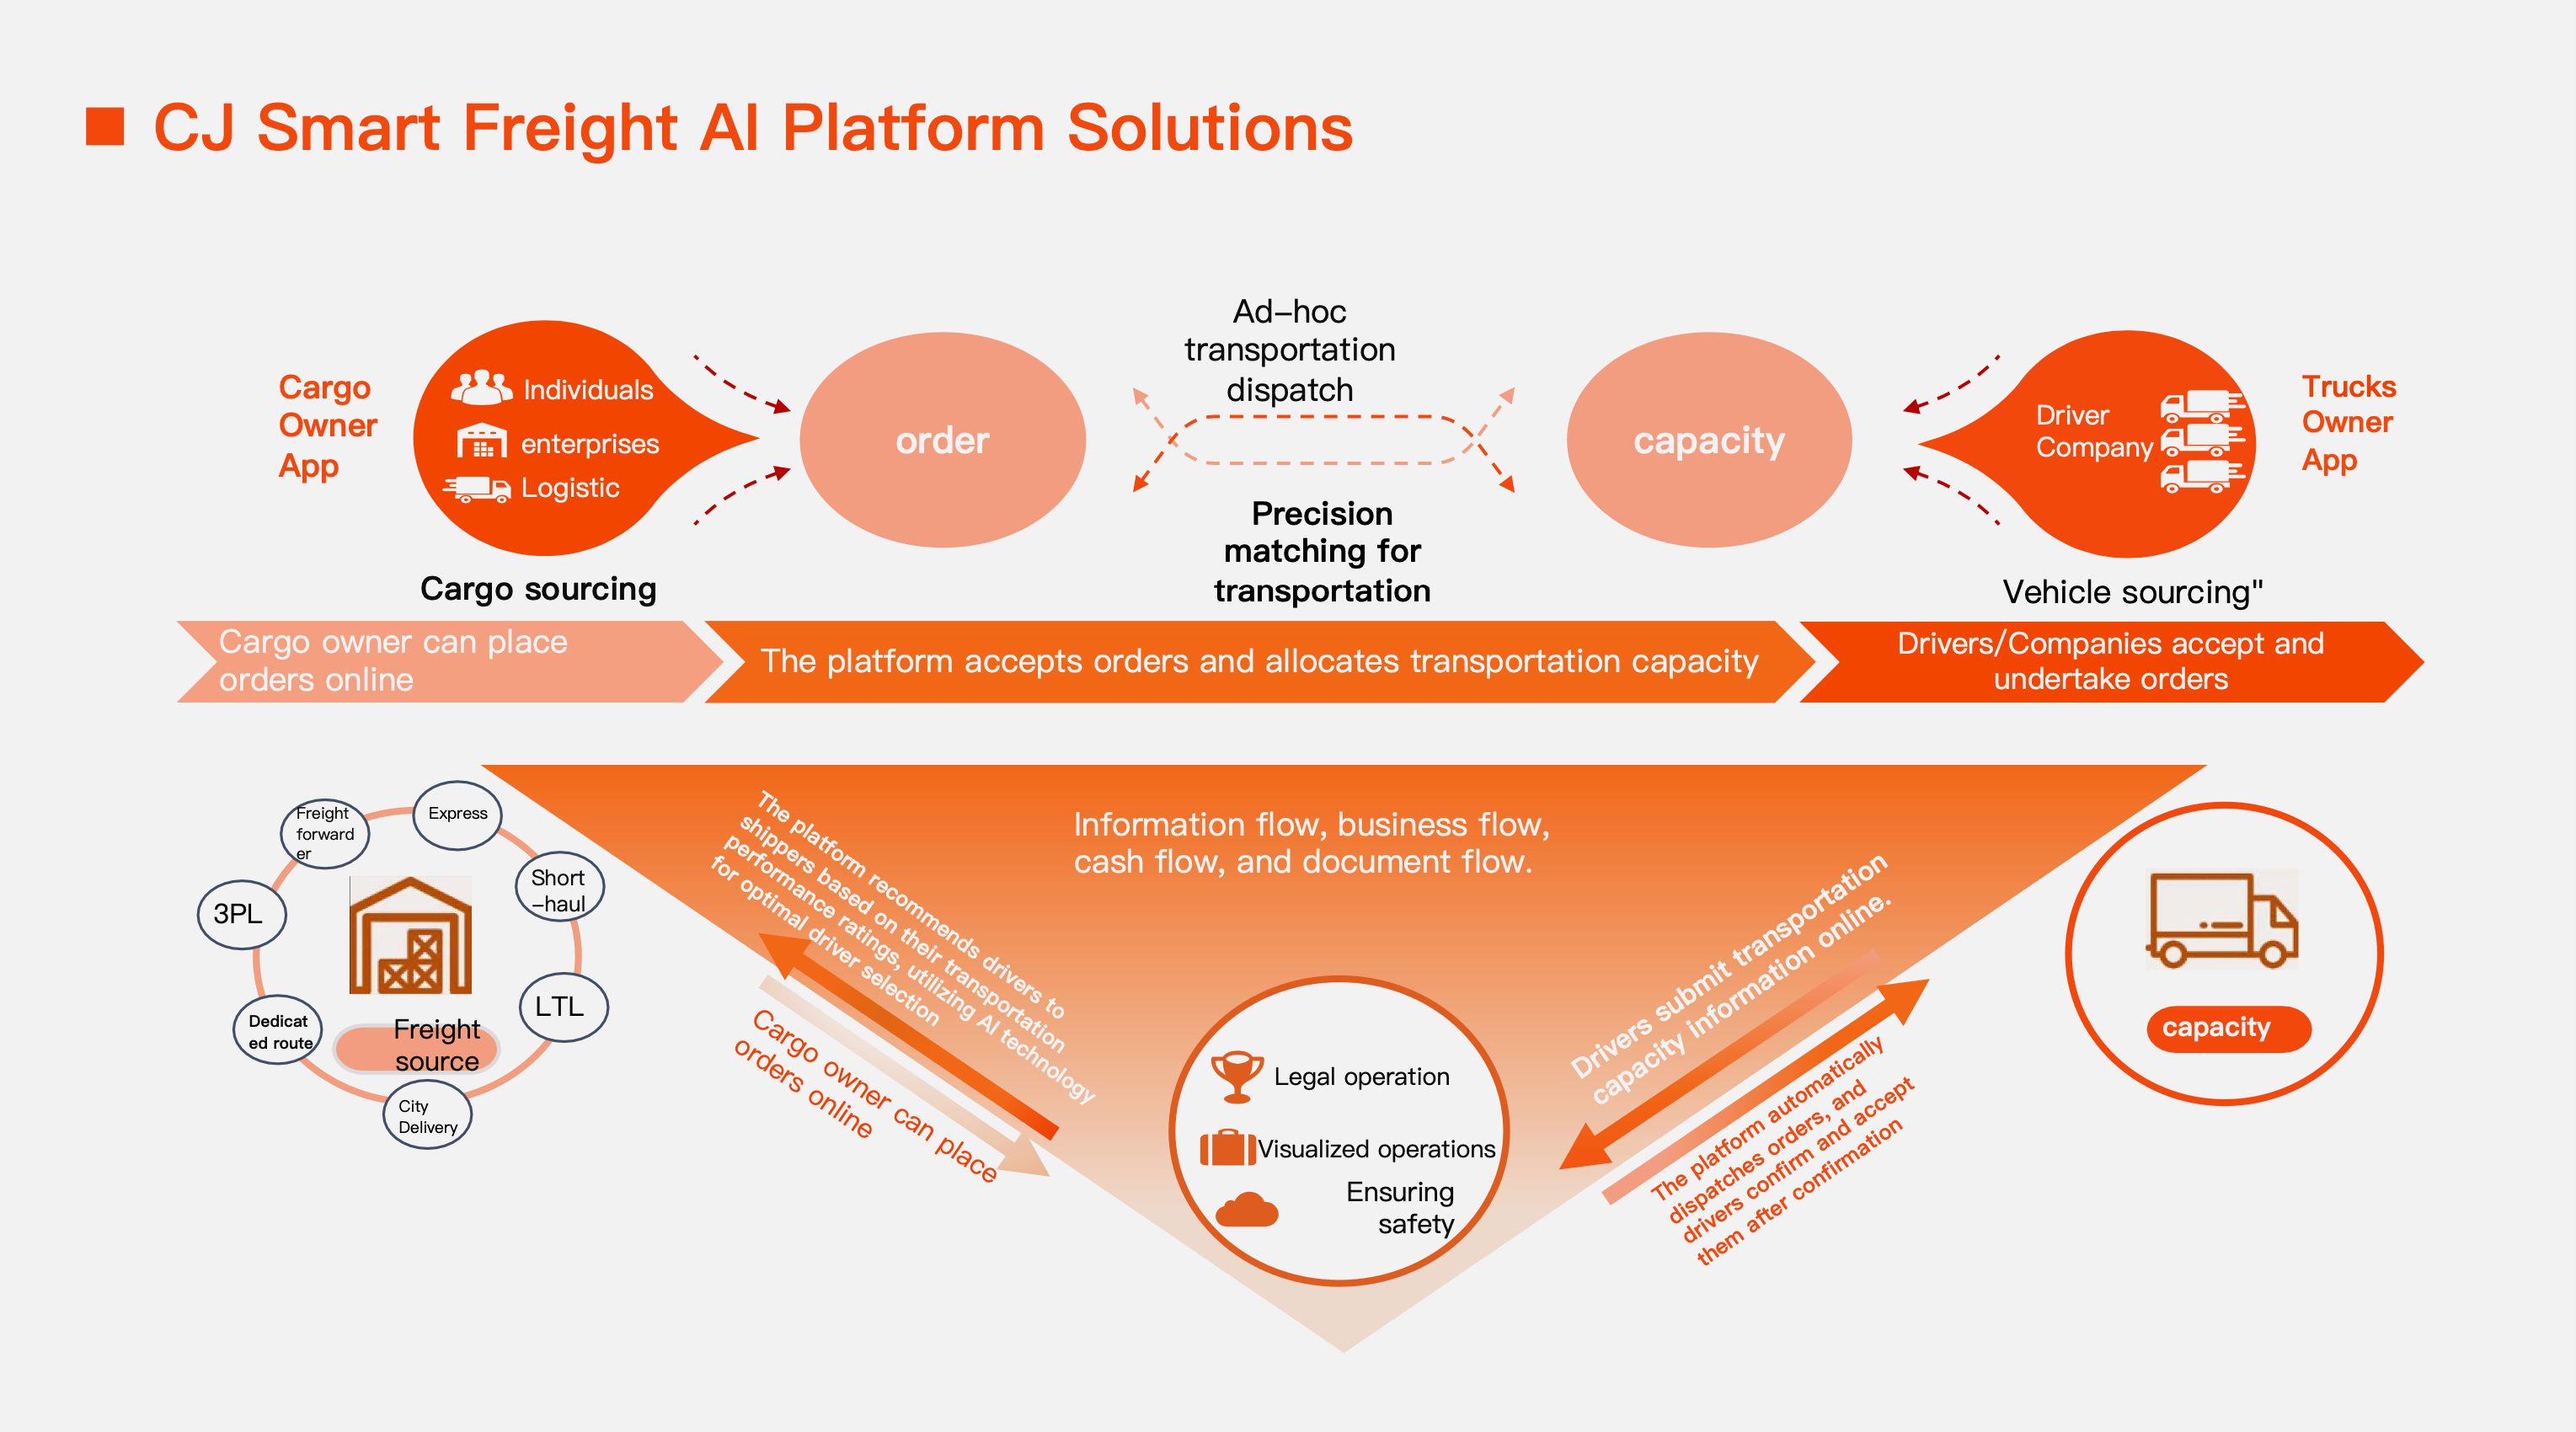 CJ Smart Freight AI Platform Solutions
Cargo
Owner
App
Individuals
enterprises
Logistic
Cargo sourcing
order
Ad-hoc
transportation
dispatch
Precision
matching for
transportation
capacity
Driver
Company
Trucks
Owner
App
Vehicle sourcing"
Cargo owner can place
orders online
The platform accepts orders and allocates transportation capacity
Drivers/Companies accept and
undertake orders
Freight
forward
er
Express
Short
-haul
3PL
LTL
Dedicat
ed route
Freight
source
City
Delivery
The platform recommends drivers to
shippers based on their transportation
performance ratings, utilizing AI technology
for optimal driver selection
Cargo owner can place
orders online
Information flow, business flow,
cash flow, and document flow.
Legal operation
Visualized operations
Ensuring
safety
Drivers submit transportation
capacity information online.
The platform automatically
dispatches orders, and
drivers confirm and accept
them after confirmation
capacity